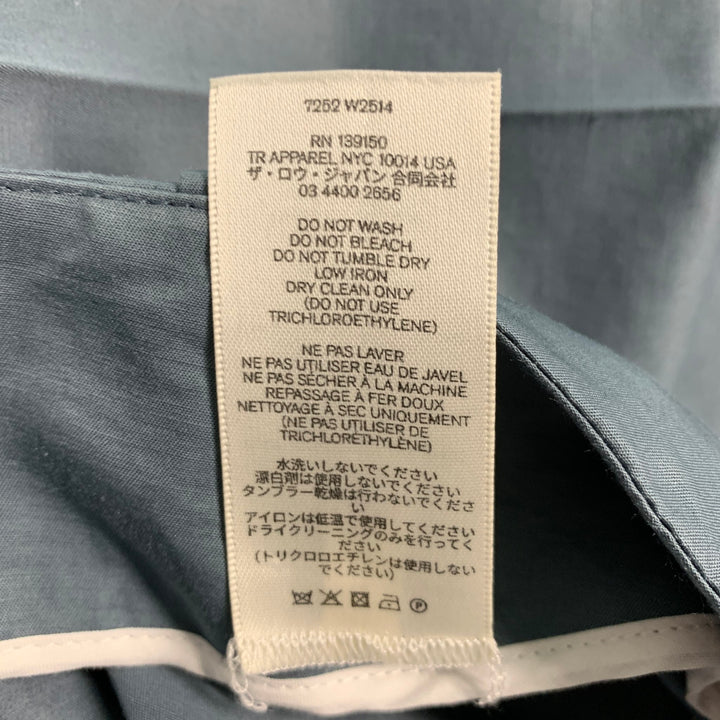 7252 W2514
RN 139150
TR APPAREL NYC 10014 USA
ザ・ロウ・ジャパン 合同会社
03 4400 2656
DO NOT WASH
DO NOT BLEACH
DO NOT TUMBLE DRY
LOW IRON
DRY CLEAN ONLY
(DO NOT USE
TRICHLOROETHYLENE)
NE PAS LAVER
NE PAS UTILISER EAU DE JAVEL
NE PAS SÉCHER À LA MACHINE
REPASSAGE À FER DOUX
NETTOYAGE À SEC UNIQUEMENT
(NE PAS UTILISER DE
TRICHLORÉTHYLÈNE)
水洗いしないでください
漂白剤は使用しないでください
タンブラー乾燥は行わないでくださ
い
アイロンは低温で使用してください
ドライクリーニングのみを行ってく
ださい
(トリクロロエチレンは使用しない
でください)
P